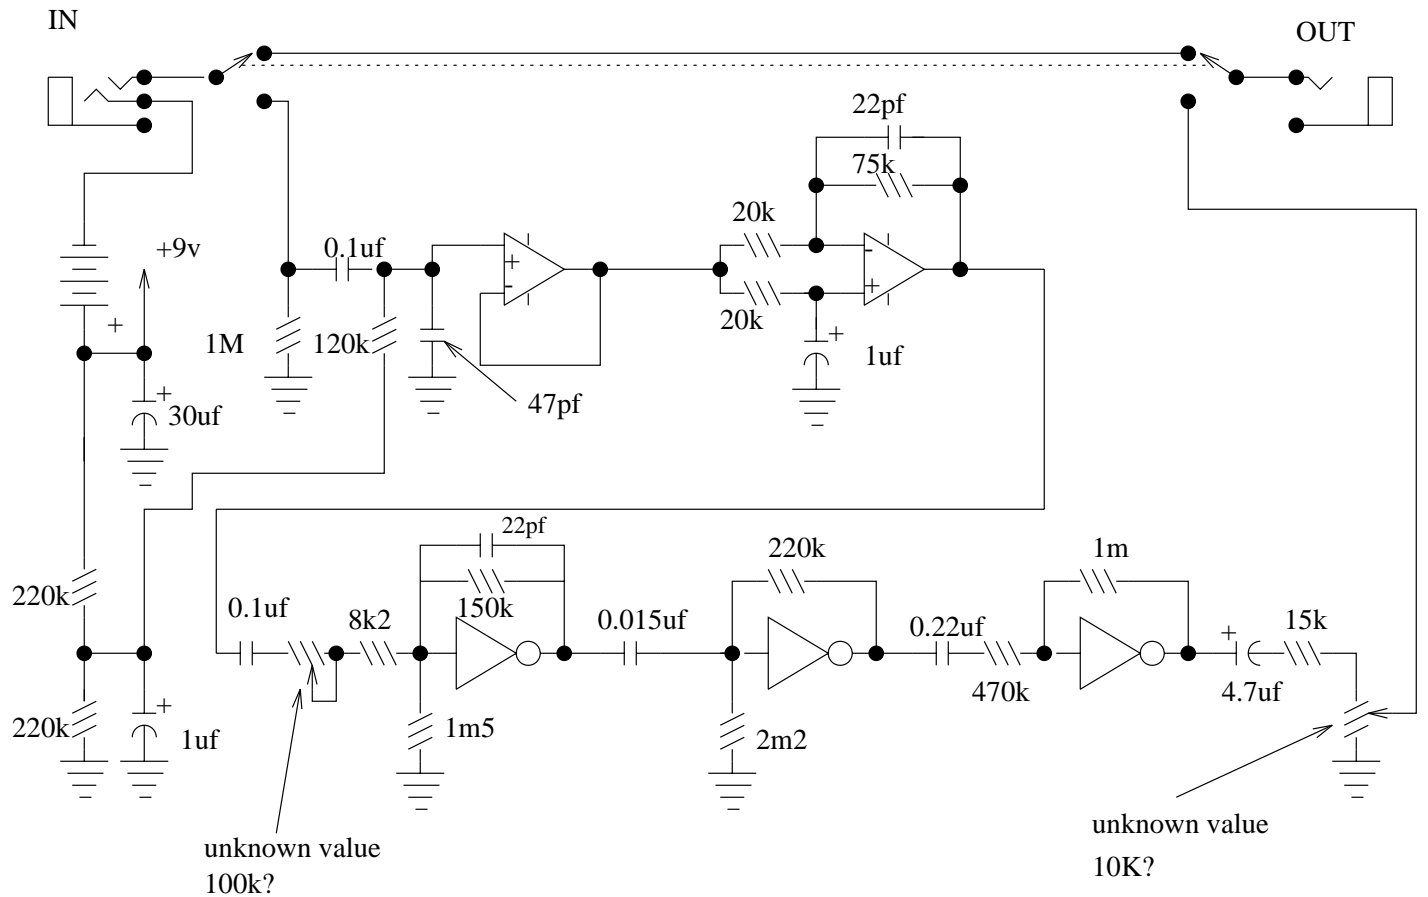 IN
OUT
22pf
75k
20k
+9v
0.1uf
+
-
-
+
20k
+
1M
120k
+
1uf
+
30uf
47pf
22pf
220k
1m
220k
0.1uf
8k2
150k
0.015uf
0.22uf
15k
+
470k
4.7uf
+
220k
1uf
1m5
2m2
unknown value
10K?
unknown value
100k?